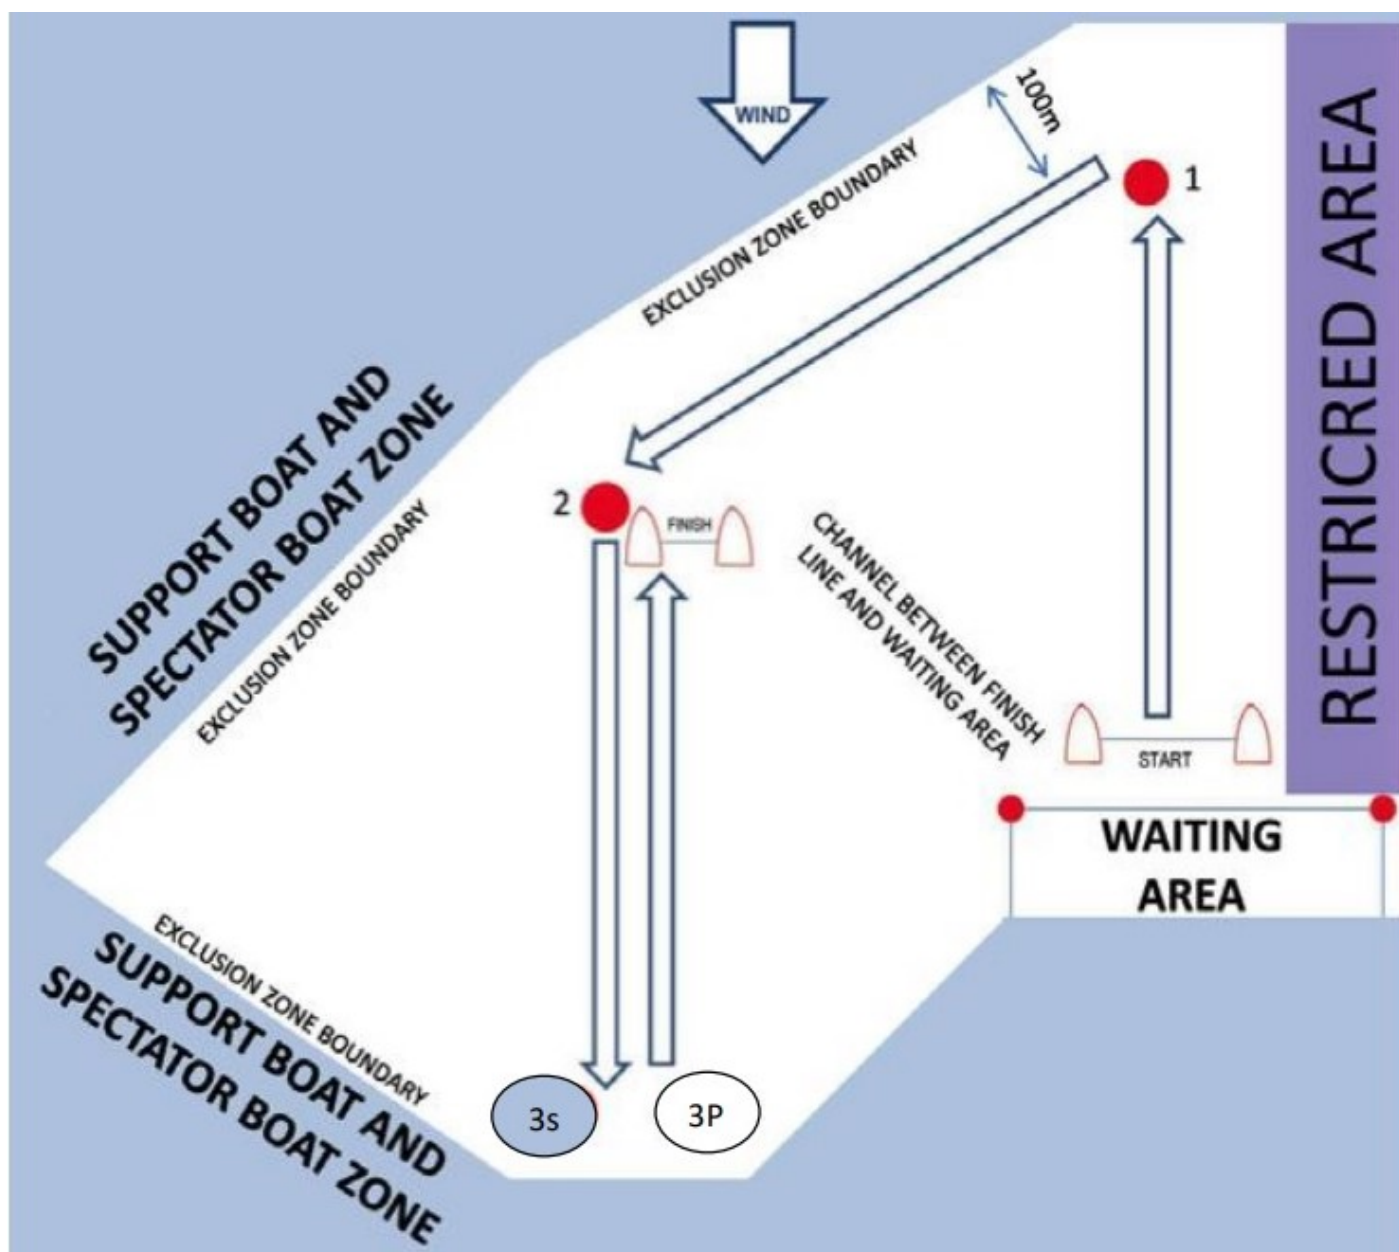 WIND
100m
1
EXCLUSION ZONE BOUNDARY
RESTRICRED AREA
SUPPORT BOAT AND
SPECTATOR BOAT ZONE
EXCLUSION ZONE BOUNDARY
2
FINISH
CHANNEL BETWEEN FINISH
LINE AND WAITING AREA
START
WAITING
AREA
EXCLUSION ZONE BOUNDARY
SUPPORT BOAT AND
SPECTATOR BOAT ZONE
3s
3P